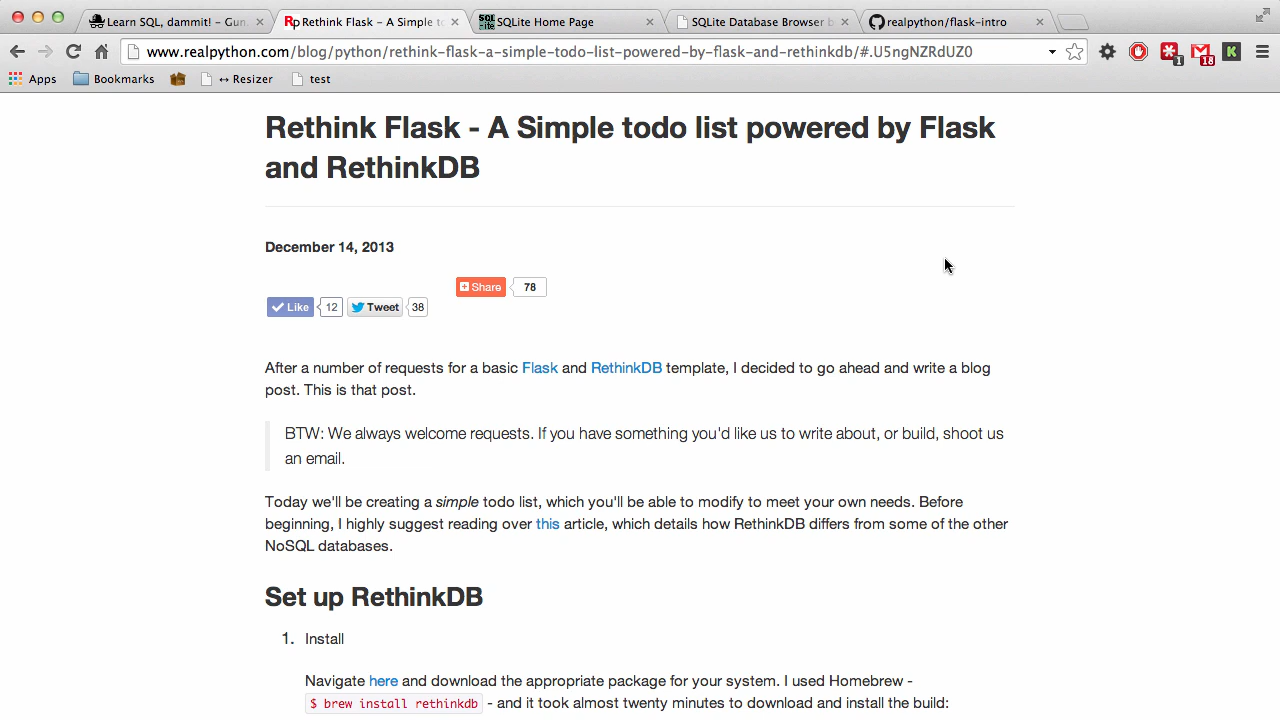 Learn SQL, dammit! – Gun
Rp Rethink Flask – A Simple to
SQLite Home Page
SQLite Database Browser b
realpython/flask-intro
www.realpython.com/blog/python/rethink-flask-a-simple-todo-list-powered-by-flask-and-rethinkdb/#.U5ngNZRdUZ0
1
18
K
Apps
Bookmarks
↔ Resizer
test
Rethink Flask - A Simple todo list powered by Flask
and RethinkDB
December 14, 2013
Share 78
Like 12 Tweet 38
After a number of requests for a basic Flask and RethinkDB template, I decided to go ahead and write a blog
post. This is that post.
BTW: We always welcome requests. If you have something you'd like us to write about, or build, shoot us
an email.
Today we'll be creating a simple todo list, which you'll be able to modify to meet your own needs. Before
beginning, I highly suggest reading over this article, which details how RethinkDB differs from some of the other
NoSQL databases.
Set up RethinkDB
1. Install
Navigate here and download the appropriate package for your system. I used Homebrew -
$ brew install rethinkdb - and it took almost twenty minutes to download and install the build: